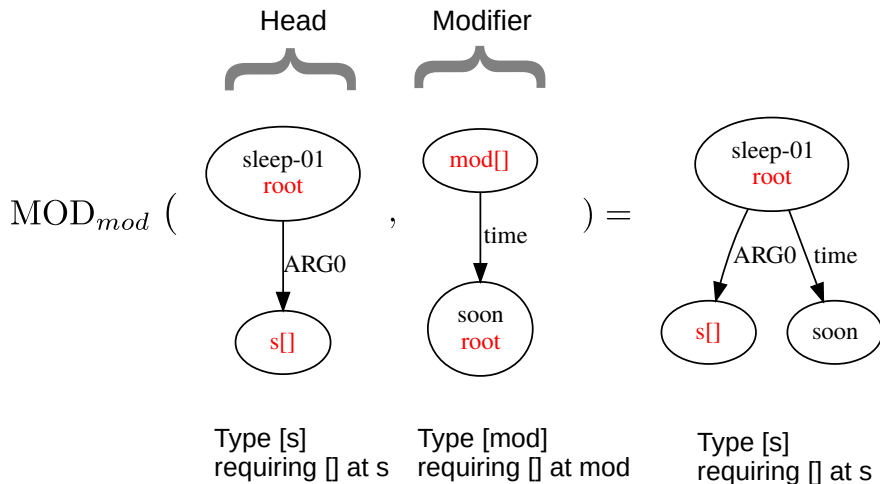 Head
Modifier
sleep-01
root
mod[]
sleep-01
root
MOD_mod ( , ) =
ARG0
time
ARG0
time
s[]
soon
root
s[]
soon
Type [s]
requiring [] at s
Type [mod]
requiring [] at mod
Type [s]
requiring [] at s